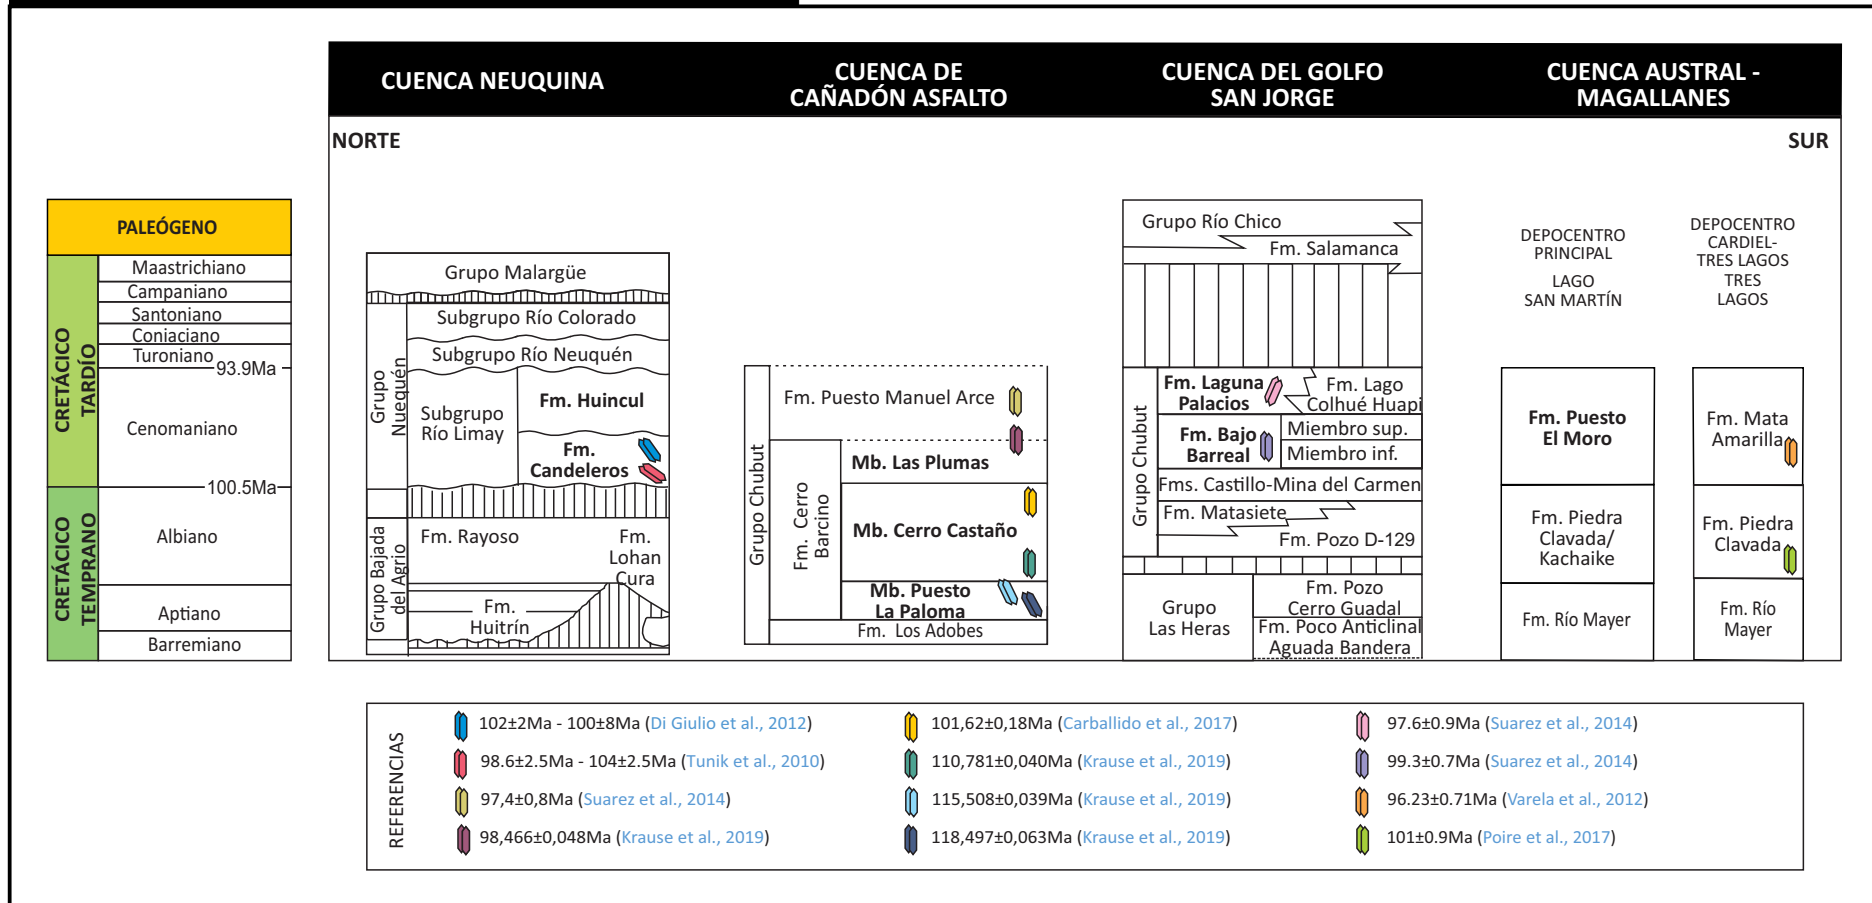 CUENCA NEUQUINA
CUENCA DE
CAÑADÓN ASFALTO
CUENCA DEL GOLFO
SAN JORGE
CUENCA AUSTRAL -
MAGALLANES
NORTE
SUR
PALEÓGENO
CRETÁCICO
TARDÍO
Maastrichiano
Campaniano
Santoniano
Coniaciano
Turoniano
93.9Ma
Cenomaniano
100.5Ma
CRETÁCICO
TEMPRANO
Albiano
Aptiano
Barremiano
Grupo Malargüe
Grupo
Nuequén
Subgrupo Río Colorado
Subgrupo Río Neuquén
Subgrupo
Río Limay
Fm. Huincul
Fm.
Candeleros
Grupo Bajada
del Agrio
Fm. Rayoso
Fm.
Lohan
Cura
Fm.
Huitrín
Grupo Chubut
Fm. Puesto Manuel Arce
Fm. Cerro
Barcino
Mb. Las Plumas
Mb. Cerro Castaño
Mb. Puesto
La Paloma
Fm. Los Adobes
Grupo Río Chico
Fm. Salamanca
Grupo Chubut
Fm. Laguna
Palacios
Fm. Lago
Colhué Huapi
Fm. Bajo
Barreal
Miembro sup.
Miembro inf.
Fms. Castillo-Mina del Carmen
Fm. Matasiete
Fm. Pozo D-129
Grupo
Las Heras
Fm. Pozo
Cerro Guadal
Fm. Poco Anticlinal
Aguada Bandera
DEPOCENTRO
PRINCIPAL
LAGO
SAN MARTÍN
Fm. Puesto
El Moro
Fm. Piedra
Clavada/
Kachaike
Fm. Río Mayer
DEPOCENTRO
CARDIEL-
TRES LAGOS
TRES
LAGOS
Fm. Mata
Amarilla
Fm. Piedra
Clavada
Fm. Río
Mayer
REFERENCIAS
102±2Ma - 100±8Ma (Di Giulio et al., 2012)
98.6±2.5Ma - 104±2.5Ma (Tunik et al., 2010)
97,4±0,8Ma (Suarez et al., 2014)
98,466±0,048Ma (Krause et al., 2019)
101,62±0,18Ma (Carballido et al., 2017)
110,781±0,040Ma (Krause et al., 2019)
115,508±0,039Ma (Krause et al., 2019)
118,497±0,063Ma (Krause et al., 2019)
97.6±0.9Ma (Suarez et al., 2014)
99.3±0.7Ma (Suarez et al., 2014)
96.23±0.71Ma (Varela et al., 2012)
101±0.9Ma (Poire et al., 2017)